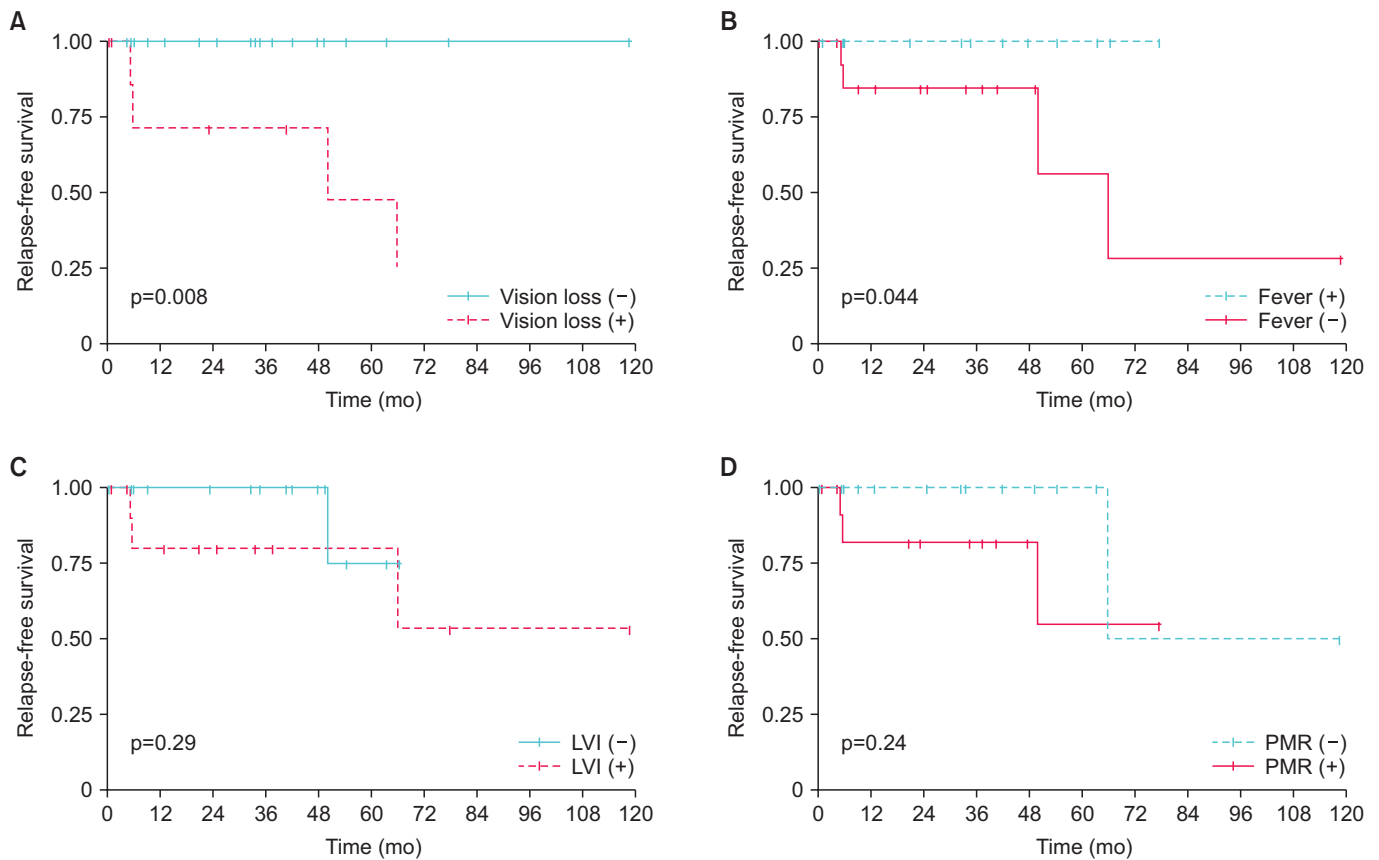 A
1.00
0.75
0.50
0.25
0
Relapse-free survival
p=0.008
Vision loss (−)
Vision loss (+)
0 12 24 36 48 60 72 84 96 108 120
Time (mo)
B
1.00
0.75
0.50
0.25
0
Relapse-free survival
p=0.044
Fever (+)
Fever (−)
0 12 24 36 48 60 72 84 96 108 120
Time (mo)
C
1.00
0.75
0.50
0.25
0
Relapse-free survival
p=0.29
LVI (−)
LVI (+)
0 12 24 36 48 60 72 84 96 108 120
Time (mo)
D
1.00
0.75
0.50
0.25
0
Relapse-free survival
p=0.24
PMR (−)
PMR (+)
0 12 24 36 48 60 72 84 96 108 120
Time (mo)